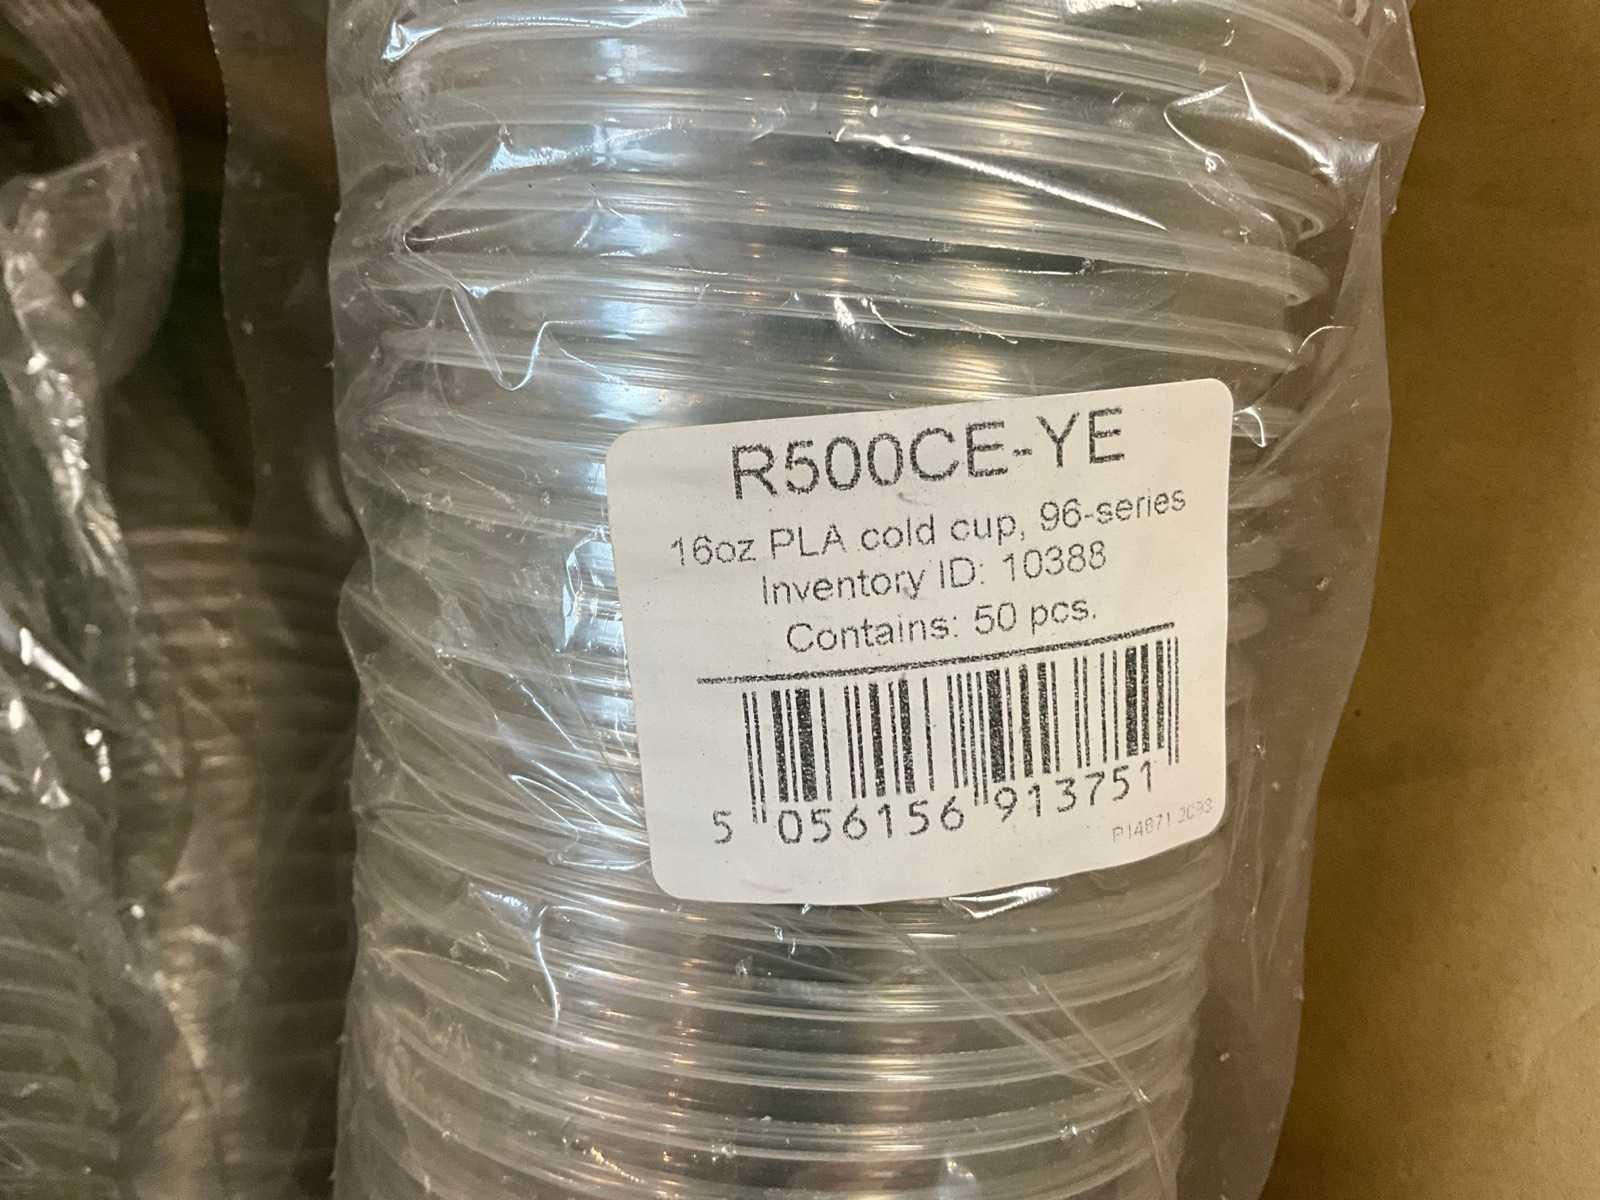 R500CE-YE
16oz PLA cold cup, 96-series
Inventory ID: 10388
Contains: 50 pcs.
5 056156 913751